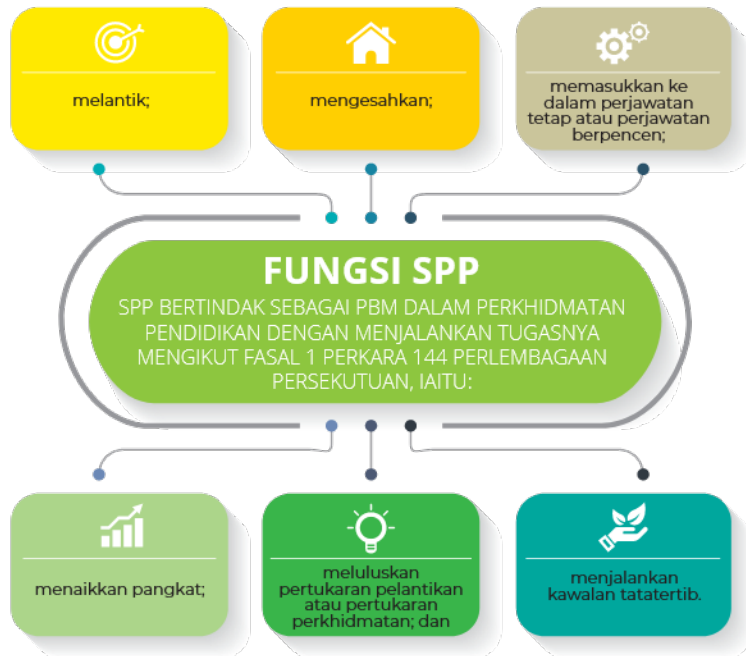 melantik;
mengesahkan;
memasukkan ke
dalam perjawatan
tetap atau perjawatan
berpencen;
FUNGSI SPP
SPP BERTINDAK SEBAGAI PBM DALAM PERKHIDMATAN
PENDIDIKAN DENGAN MENJALANKAN TUGASNYA
MENGIKUT FASAL 1 PERKARA 144 PERLEMBAGAAN
PERSEKUTUAN, IAITU:
menaikkan pangkat;
meluluskan
pertukaran pelantikan
atau pertukaran
perkhidmatan; dan
menjalankan
kawalan tatatertib.